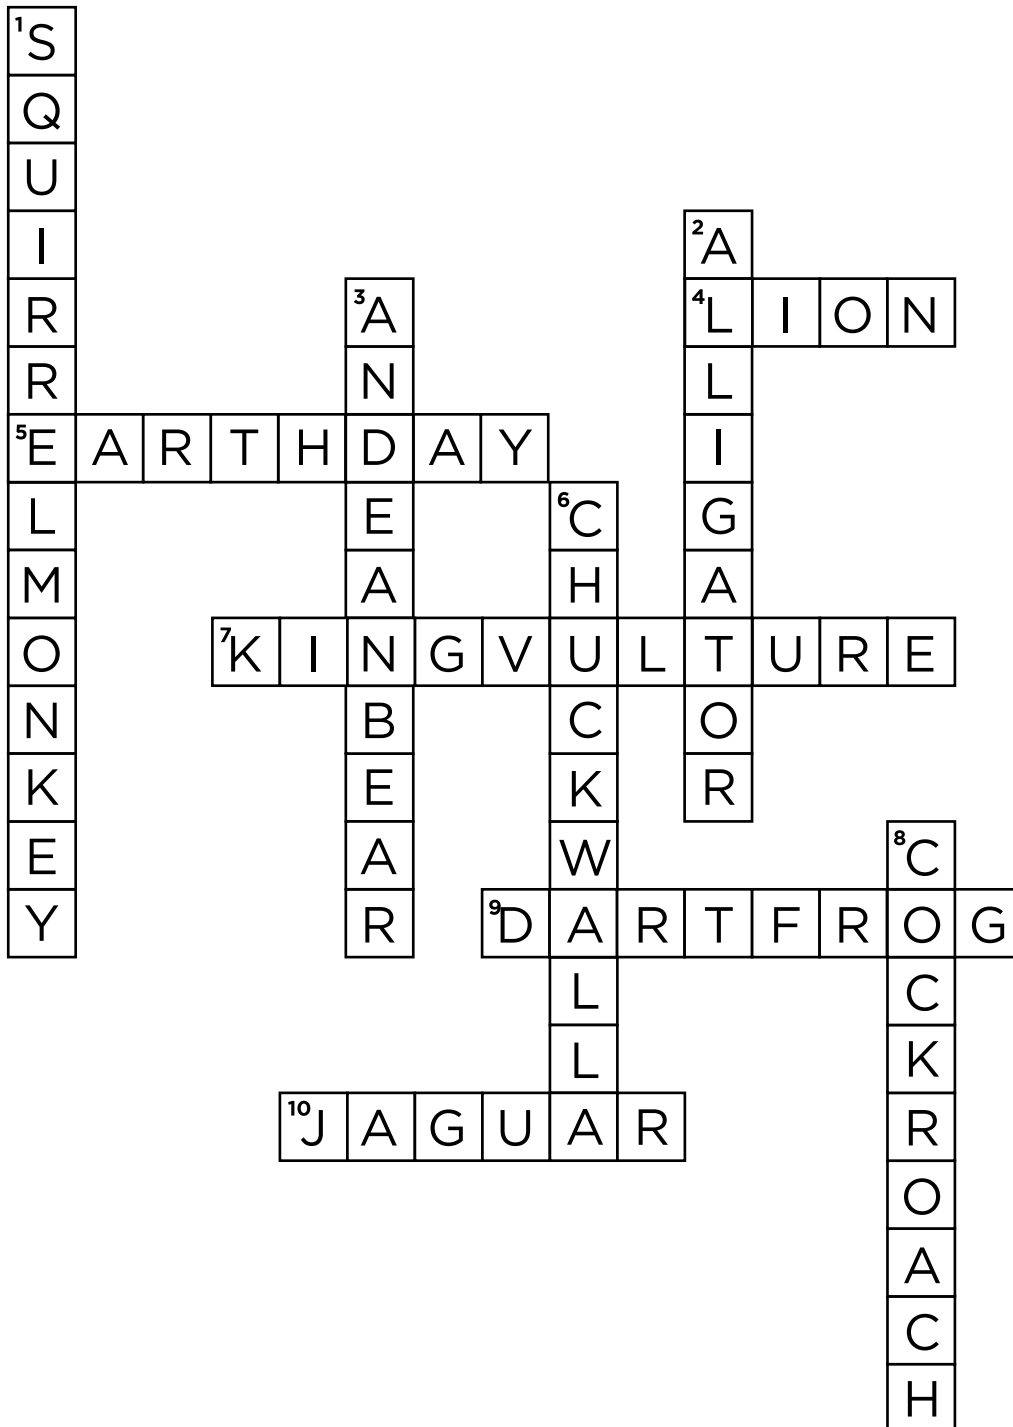 1 SQUIRRELMONKEY
2 ALLIGATOR
3 ANDEANBEAR
4 LION
5 EARTHDAY
6 CHUCKWALLA
7 KINGVULTURE
8 COCKROACH
9 DARTFROG
10 JAGUAR